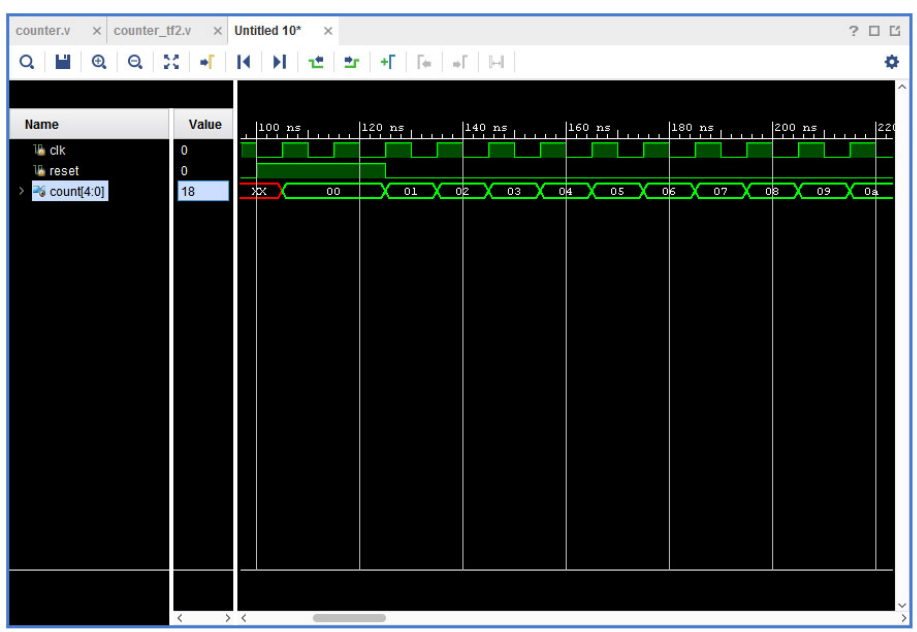 counter.v × counter_tf2.v × Untitled 10* ×
Name Value
100 ns 120 ns 140 ns 160 ns 180 ns 200 ns 220
clk 0
reset 0
count[4:0] 18 XX 00 01 02 03 04 05 06 07 08 09 0a